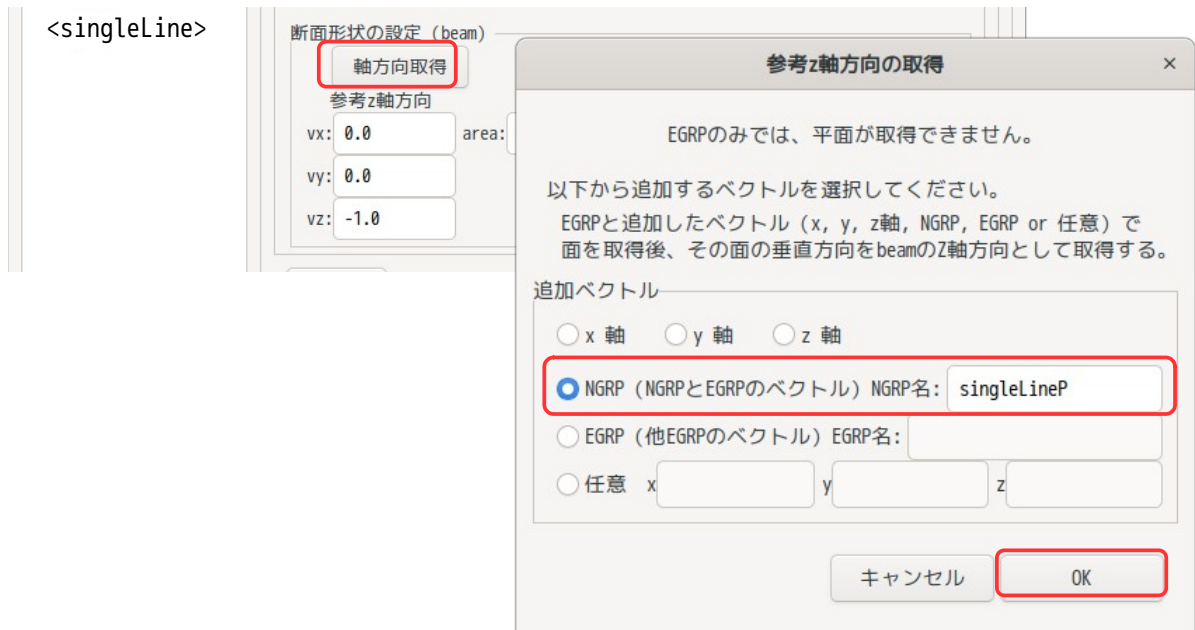 <singleLine>
断面形状の設定 (beam)
軸方向取得
参考z軸方向
vx: 0.0 area:
vy: 0.0
vz: -1.0
参考z軸方向の取得 ×
EGRPのみでは、平面が取得できません。
以下から追加するベクトルを選択してください。
EGRPと追加したベクトル (x, y, z軸, NGRP, EGRP or 任意) で
面を取得後、その面の垂直方向をbeamのZ軸方向として取得する。
追加ベクトル
x 軸 y 軸 z 軸
NGRP (NGRPとEGRPのベクトル) NGRP名: singleLineP
EGRP (他EGRPのベクトル) EGRP名:
任意 x y z
キャンセル OK